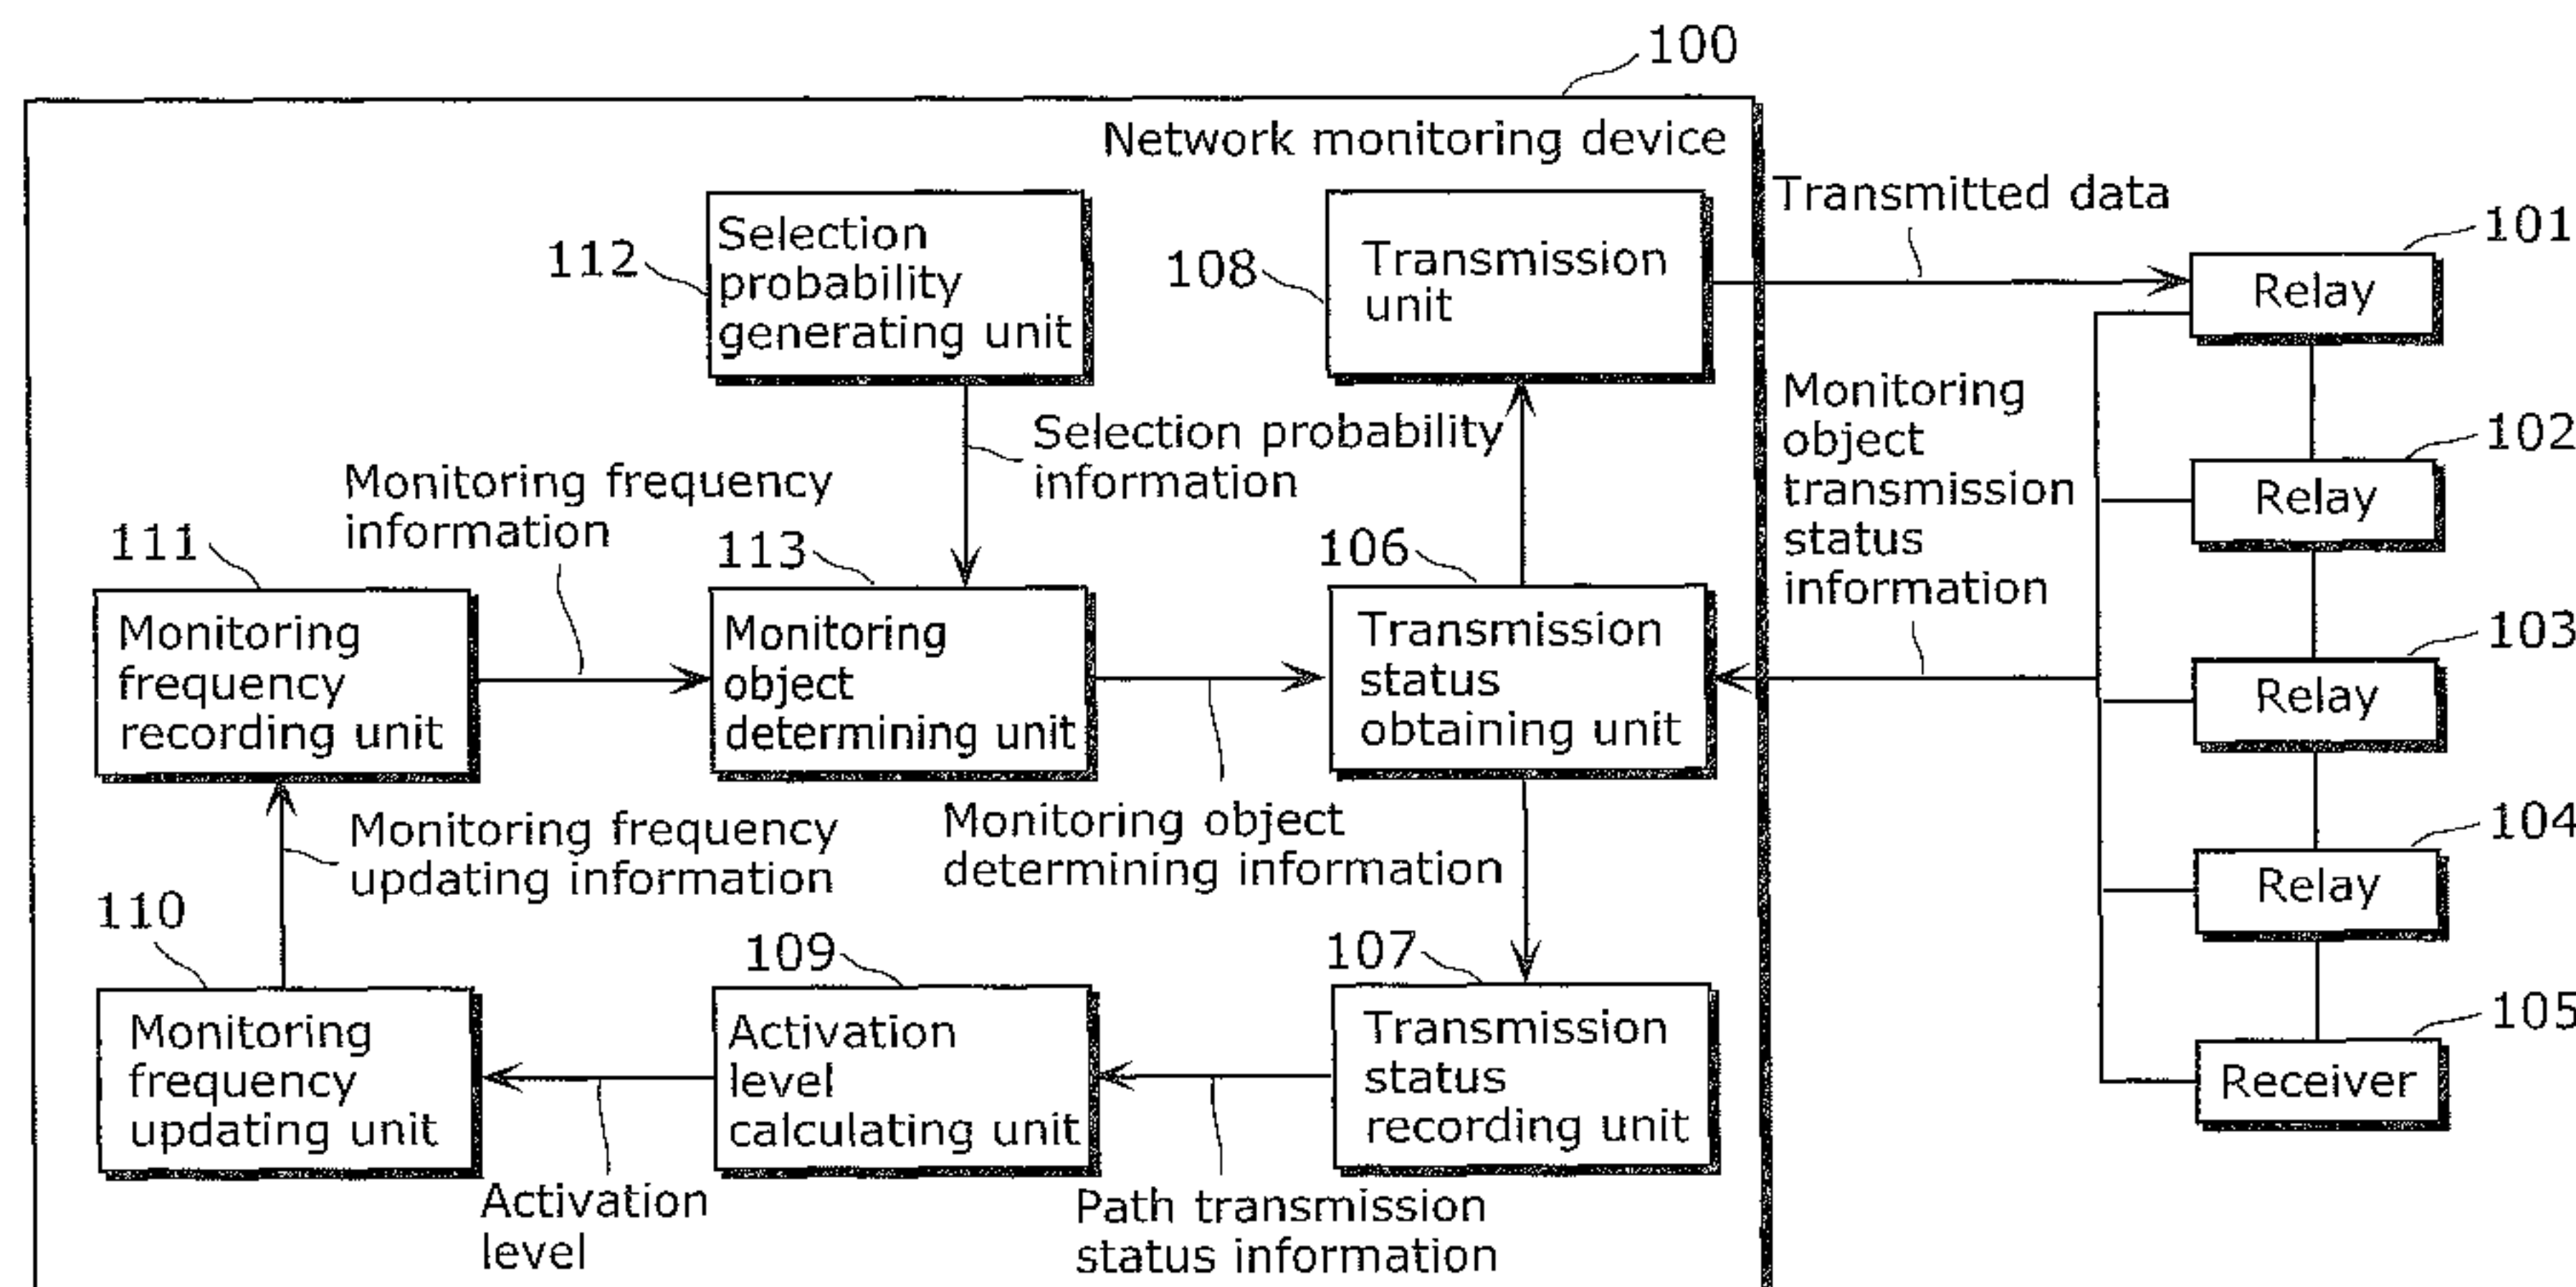 100
Network monitoring device
112
Selection
probability
generating unit
108
Transmission
unit
Transmitted data
101
Relay
Selection probability
information
Monitoring
object
transmission
status
information
102
Relay
Monitoring frequency
information
111
Monitoring
frequency
recording unit
113
Monitoring
object
determining unit
106
Transmission
status
obtaining unit
103
Relay
Monitoring frequency
updating information
Monitoring object
determining information
104
Relay
110
Monitoring
frequency
updating unit
109
Activation
level
calculating unit
107
Transmission
status
recording unit
105
Receiver
Activation
level
Path transmission
status information